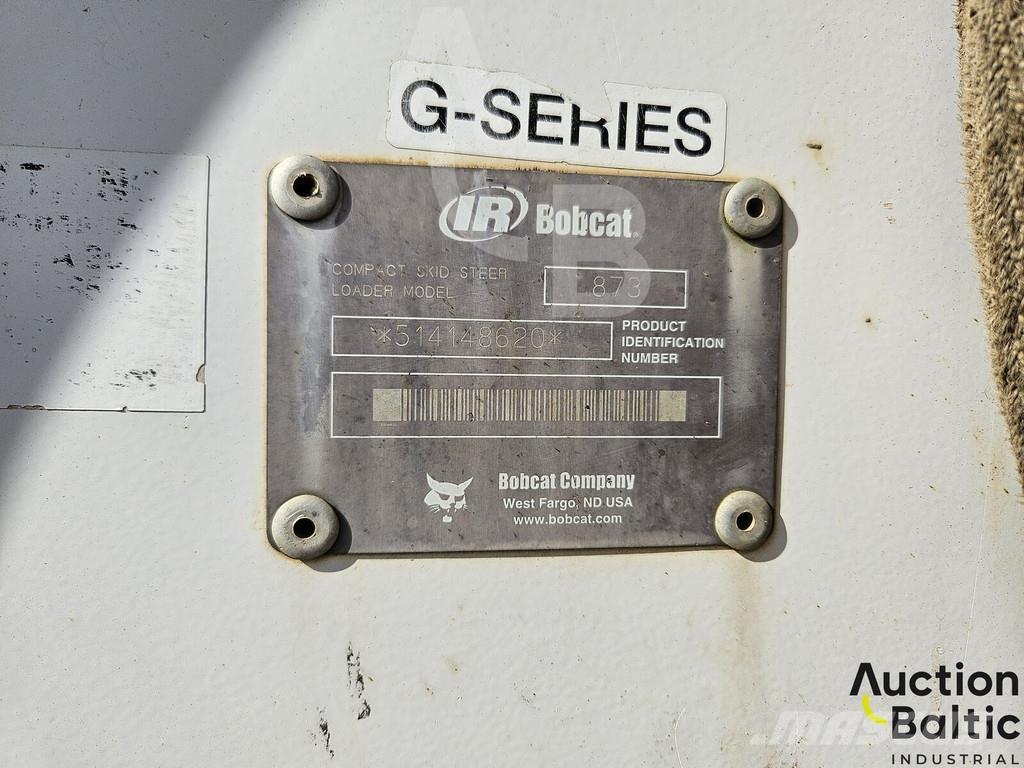 G-SERIES
IR Bobcat
COMPACT SKID STEER
LOADER MODEL
873
*514148620*
PRODUCT
IDENTIFICATION
NUMBER
Bobcat Company
West Fargo, ND USA
www.bobcat.com
Auction
Baltic
INDUSTRIAL